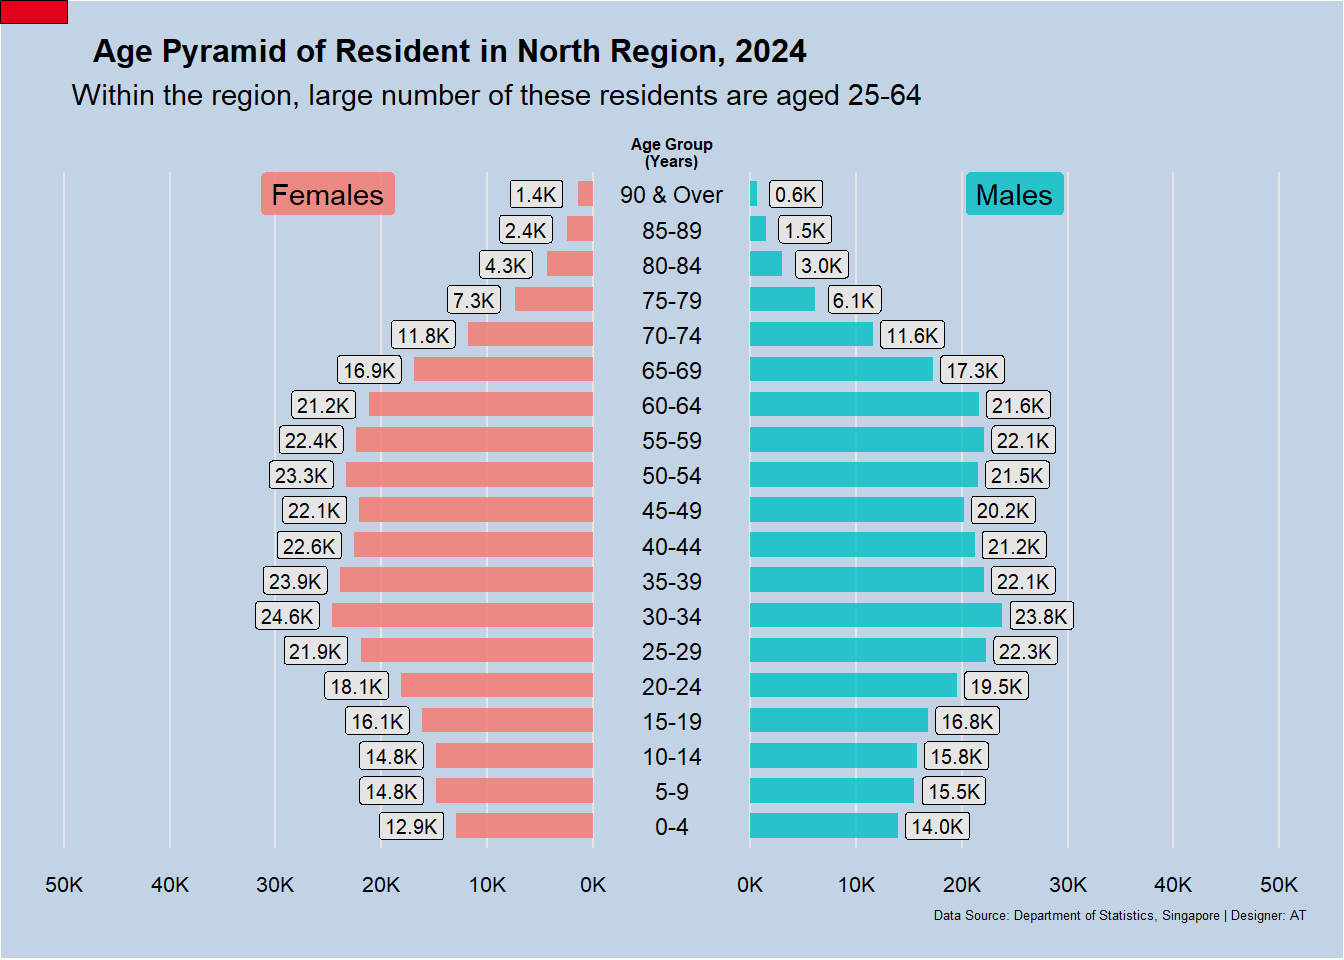 Age Pyramid of Resident in North Region, 2024
Within the region, large number of these residents are aged 25-64
Age Group
(Years)
Females
Males
1.4K 90 & Over 0.6K
2.4K 85-89 1.5K
4.3K 80-84 3.0K
7.3K 75-79 6.1K
11.8K 70-74 11.6K
16.9K 65-69 17.3K
21.2K 60-64 21.6K
22.4K 55-59 22.1K
23.3K 50-54 21.5K
22.1K 45-49 20.2K
22.6K 40-44 21.2K
23.9K 35-39 22.1K
24.6K 30-34 23.8K
21.9K 25-29 22.3K
18.1K 20-24 19.5K
16.1K 15-19 16.8K
14.8K 10-14 15.8K
14.8K 5-9 15.5K
12.9K 0-4 14.0K
50K 40K 30K 20K 10K 0K 0K 10K 20K 30K 40K 50K
Data Source: Department of Statistics, Singapore | Designer: AT